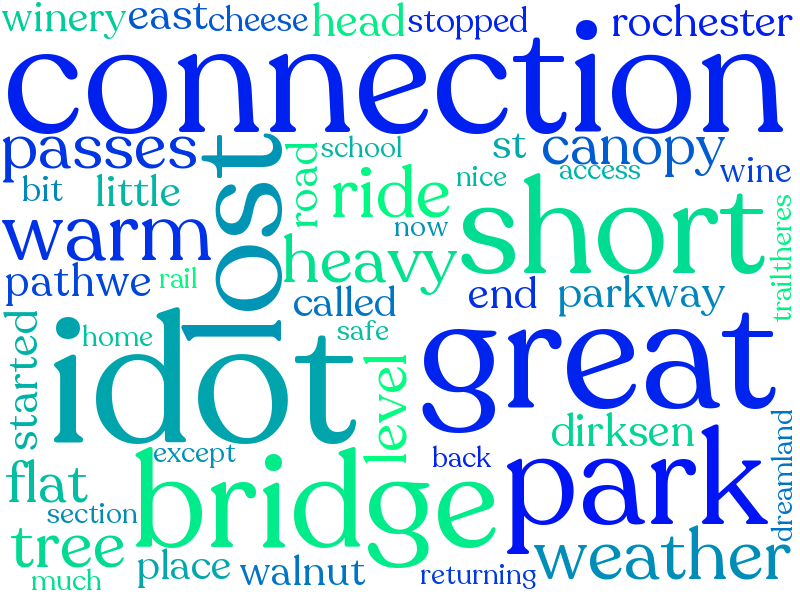 winery east cheese head stopped rochester
connection
passes lost road school st canopy
bit little ride nice access wine
warm now short trailtheres
pathwe rail heavy
called end parkway
started home safe
idot level great
dirksen
except back dreamland
flat bridge park
section
tree weather
place walnut returning
much